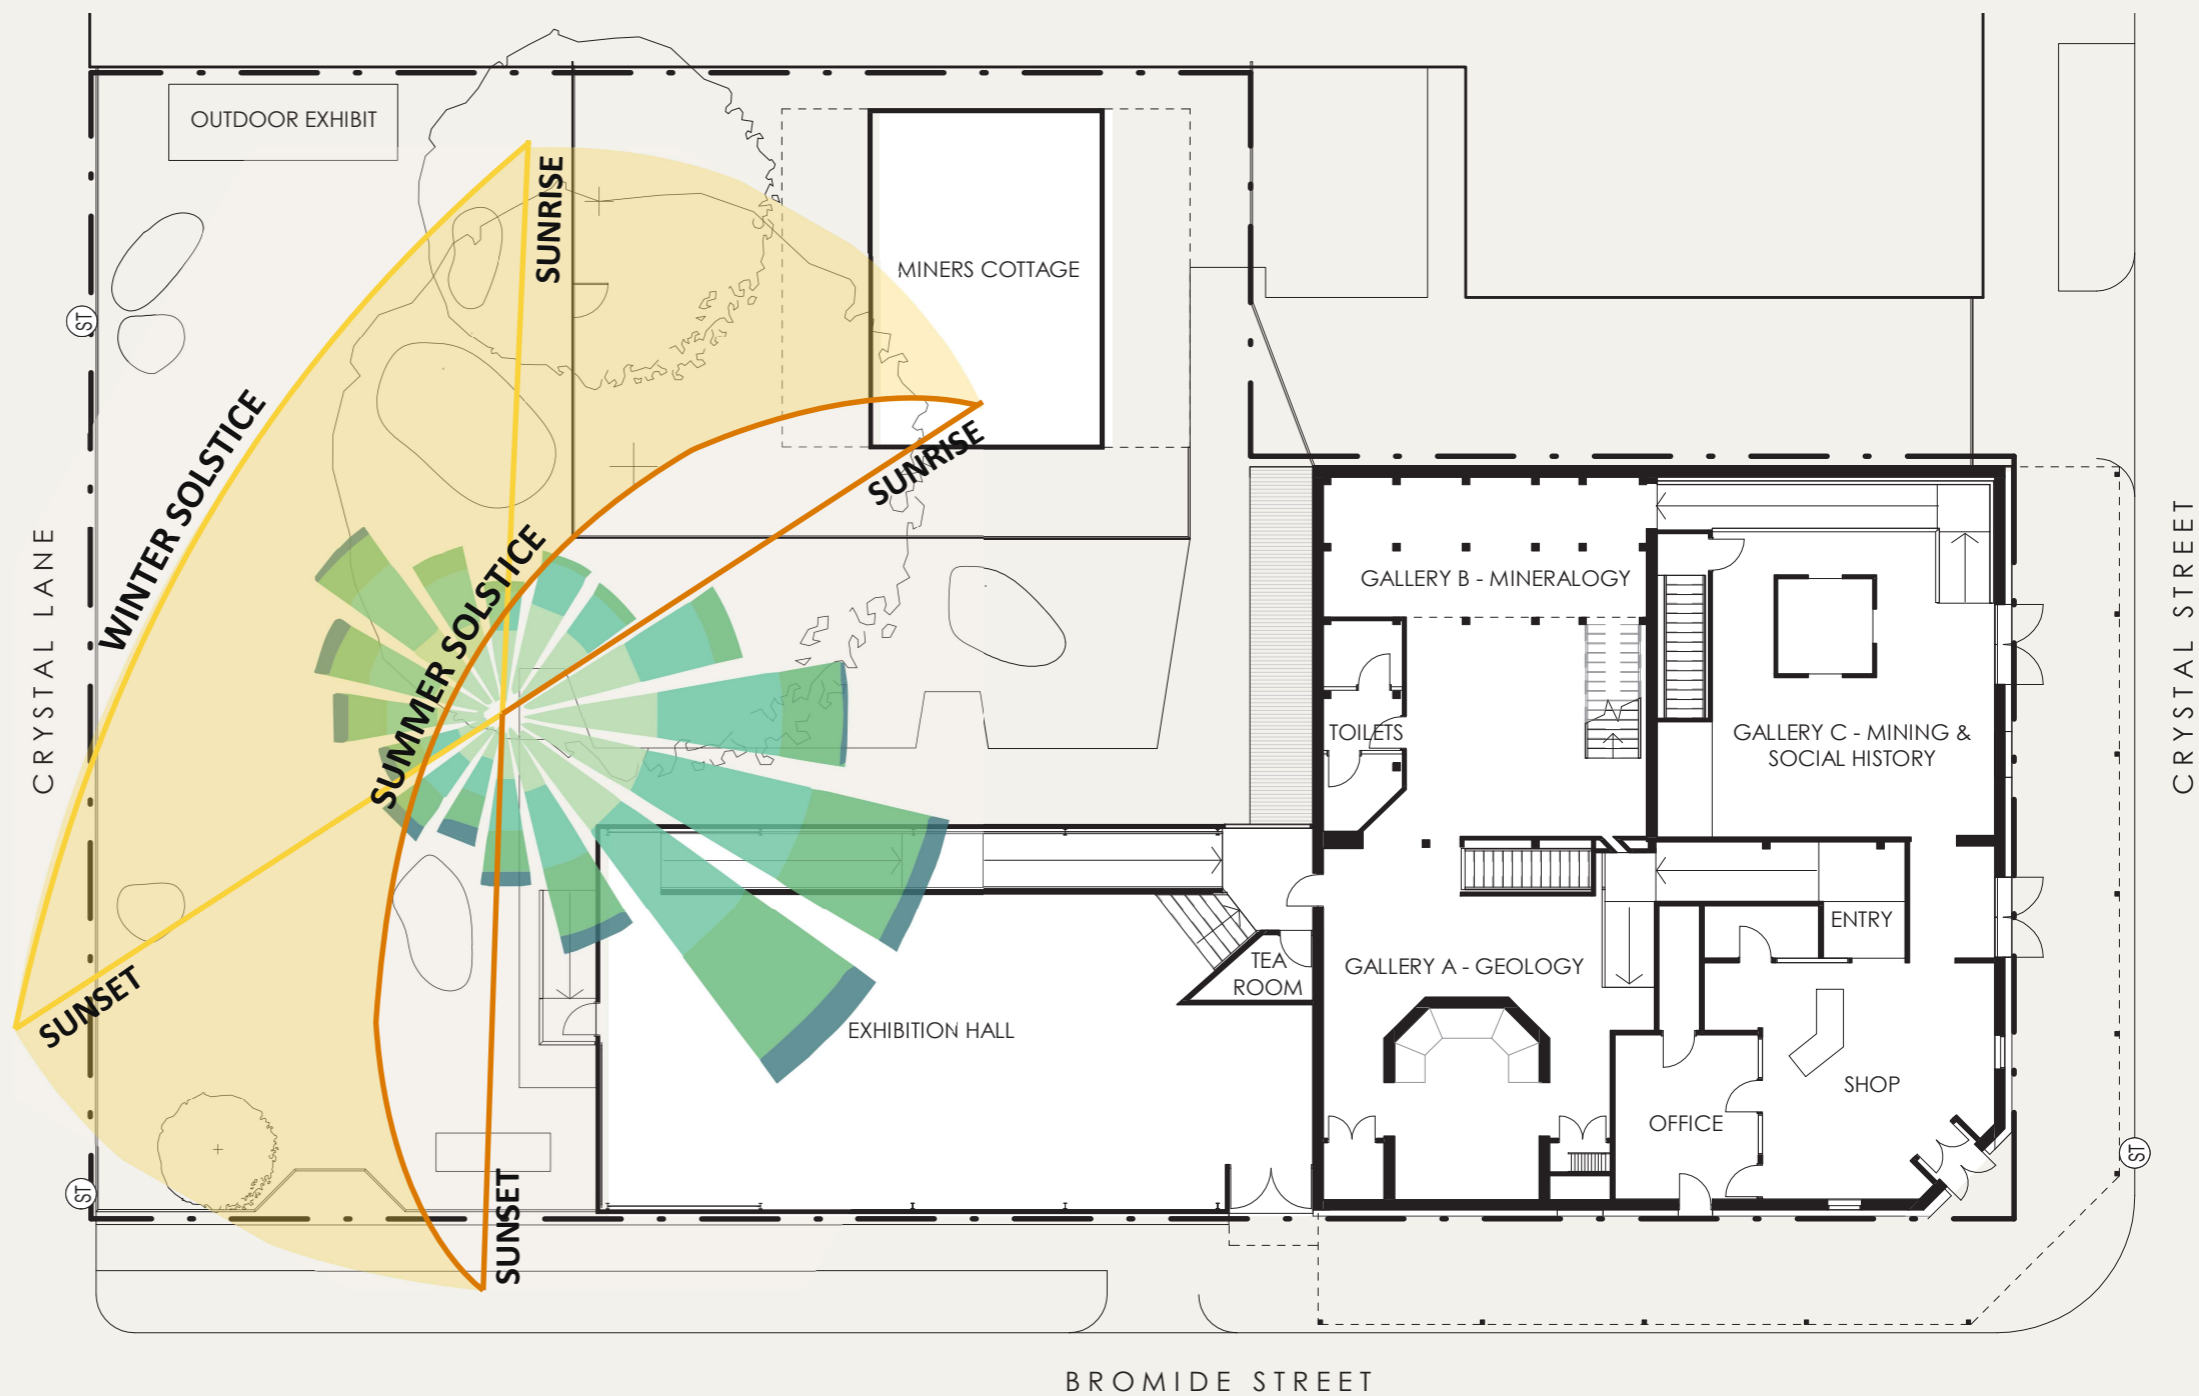 OUTDOOR EXHIBIT
SUNRISE
MINERS COTTAGE
ST
WINTER SOLSTICE
SUNRISE
SUMMER SOLSTICE
CRYSTAL LANE
CRYSTAL STREET
GALLERY B - MINERALOGY
TOILETS
GALLERY C - MINING &
SOCIAL HISTORY
ENTRY
TEA
ROOM
GALLERY A - GEOLOGY
SUNSET
EXHIBITION HALL
SHOP
OFFICE
ST
ST
SUNSET
BROMIDE STREET